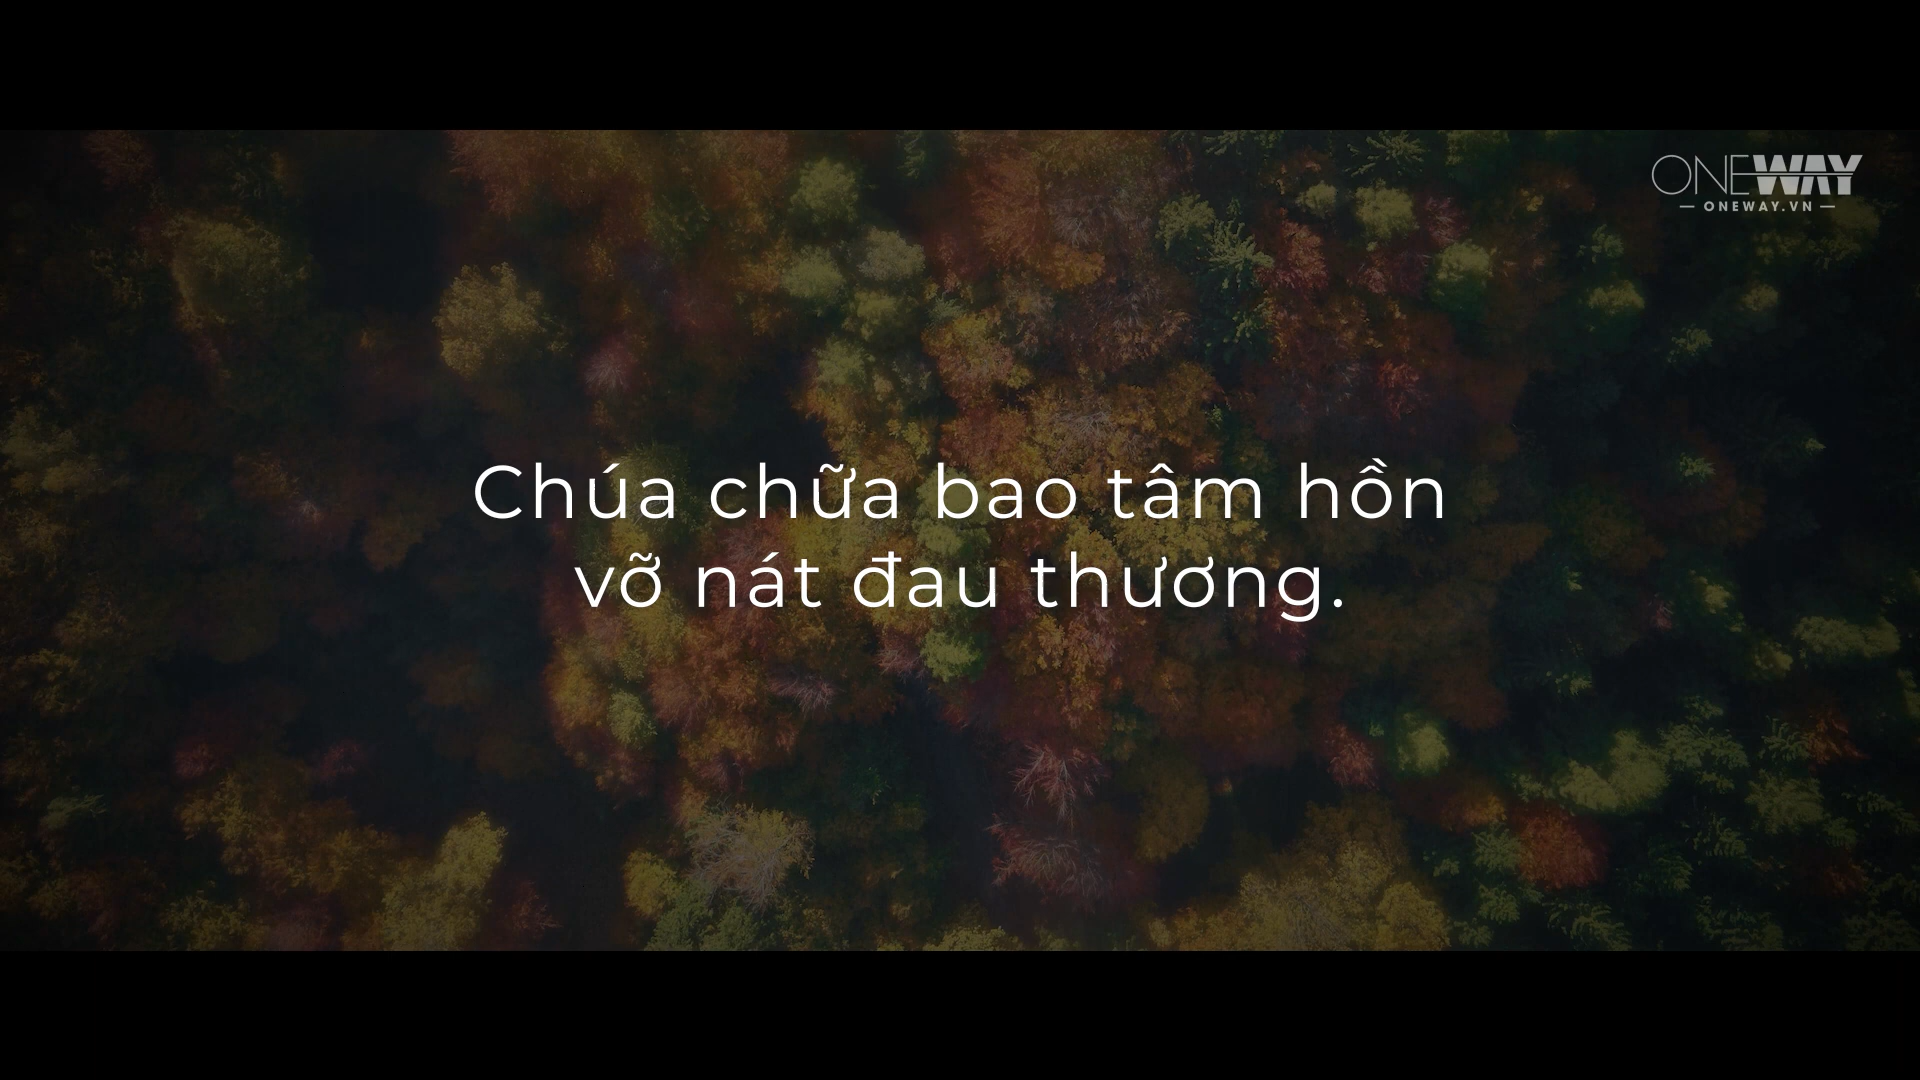 ONEWAY
— ONEWAY.VN —
Chúa chữa bao tâm hồn
vỡ nát đau thương.